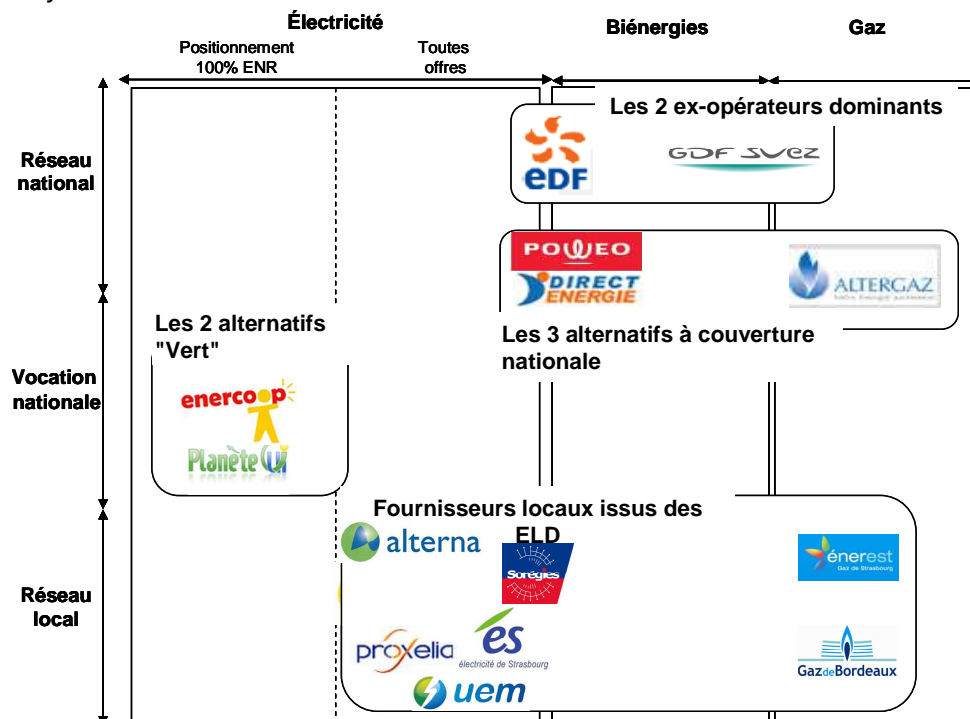 Électricité
Biénergies
Gaz
Positionnement
100% ENR
Toutes
offres
Les 2 ex-opérateurs dominants
Réseau
national
eDF
GDF SUEZ
POWEO
DIRECT
ENERGIE
ALTERGAZ
Les 2 alternatifs
"Vert"
Les 3 alternatifs à couverture
nationale
Vocation
nationale
enercoop
Planète UI
Fournisseurs locaux issus des
ELD
alterna
Sorégies
énerest
Gaz de Strasbourg
Réseau
local
proxelia
és
électricité de Strasbourg
uem
GazdeBordeaux